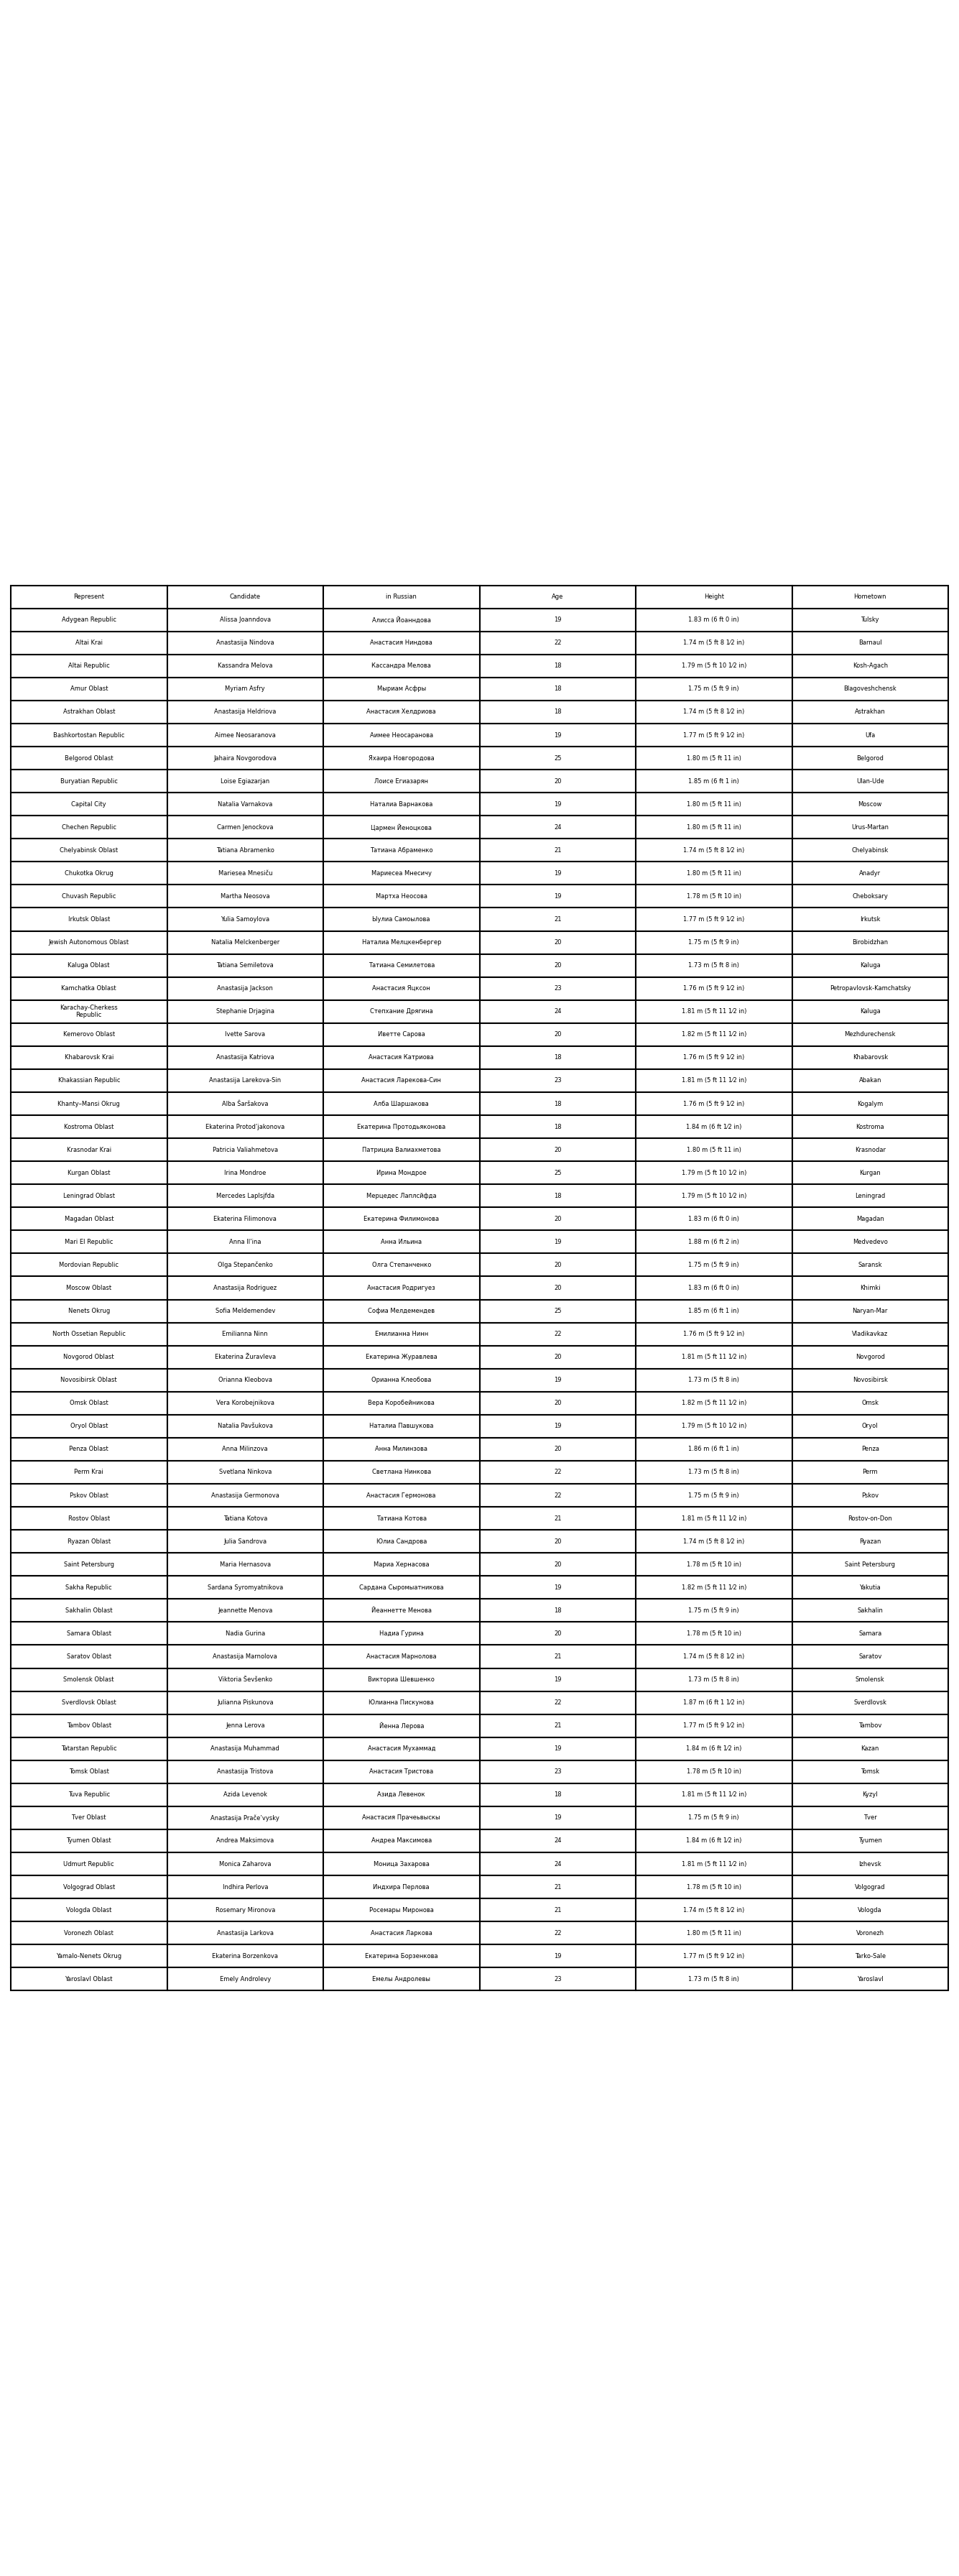 Represent Candidate in Russian Age Height Hometown
Adygean Republic Alissa Joanndova Алисса Йоанндова 19 1.83 m (6 ft 0 in) Tulsky
Altai Krai Anastasija Nindova Анастасия Ниндова 22 1.74 m (5 ft 8 1⁄2 in) Barnaul
Altai Republic Kassandra Melova Кассандра Мелова 18 1.79 m (5 ft 10 1⁄2 in) Kosh-Agach
Amur Oblast Myriam Asfry Мыриам Асфры 18 1.75 m (5 ft 9 in) Blagoveshchensk
Astrakhan Oblast Anastasija Heldriova Анастасия Хелдриова 18 1.74 m (5 ft 8 1⁄2 in) Astrakhan
Bashkortostan Republic Aimee Neosaranova Аимее Неосаранова 19 1.77 m (5 ft 9 1⁄2 in) Ufa
Belgorod Oblast Jahaira Novgorodova Яхаира Новгородова 25 1.80 m (5 ft 11 in) Belgorod
Buryatian Republic Loise Egiazarjan Лоисе Егиазарян 20 1.85 m (6 ft 1 in) Ulan-Ude
Capital City Natalia Varnakova Наталиа Варнакова 19 1.80 m (5 ft 11 in) Moscow
Chechen Republic Carmen Jenockova Цармен Йеноцкова 24 1.80 m (5 ft 11 in) Urus-Martan
Chelyabinsk Oblast Tatiana Abramenko Татиана Абраменко 21 1.74 m (5 ft 8 1⁄2 in) Chelyabinsk
Chukotka Okrug Mariesea Mnesiču Мариесеа Мнесичу 19 1.80 m (5 ft 11 in) Anadyr
Chuvash Republic Martha Neosova Мартха Неосова 19 1.78 m (5 ft 10 in) Cheboksary
Irkutsk Oblast Yulia Samoylova Ыулиа Самоылова 21 1.77 m (5 ft 9 1⁄2 in) Irkutsk
Jewish Autonomous Oblast Natalia Melckenberger Наталиа Мелцкенбергер 20 1.75 m (5 ft 9 in) Birobidzhan
Kaluga Oblast Tatiana Semiletova Татиана Семилетова 20 1.73 m (5 ft 8 in) Kaluga
Kamchatka Oblast Anastasija Jackson Анастасия Яцксон 23 1.76 m (5 ft 9 1⁄2 in) Petropavlovsk-Kamchatsky
Karachay-Cherkess
Republic Stephanie Drjagina Степхание Дрягина 24 1.81 m (5 ft 11 1⁄2 in) Kaluga
Kemerovo Oblast Ivette Sarova Иветте Сарова 20 1.82 m (5 ft 11 1⁄2 in) Mezhdurechensk
Khabarovsk Krai Anastasija Katriova Анастасия Катриова 18 1.76 m (5 ft 9 1⁄2 in) Khabarovsk
Khakassian Republic Anastasija Larekova-Sin Анастасия Ларекова-Син 23 1.81 m (5 ft 11 1⁄2 in) Abakan
Khanty–Mansi Okrug Alba Šaršakova Алба Шаршакова 18 1.76 m (5 ft 9 1⁄2 in) Kogalym
Kostroma Oblast Ekaterina Protod'jakonova Екатерина Протодьяконова 18 1.84 m (6 ft 1⁄2 in) Kostroma
Krasnodar Krai Patricia Valiahmetova Патрициа Валиахметова 20 1.80 m (5 ft 11 in) Krasnodar
Kurgan Oblast Irina Mondroe Ирина Мондрое 25 1.79 m (5 ft 10 1⁄2 in) Kurgan
Leningrad Oblast Mercedes Laplsjfda Мерцедес Лаплсйфда 18 1.79 m (5 ft 10 1⁄2 in) Leningrad
Magadan Oblast Ekaterina Filimonova Екатерина Филимонова 20 1.83 m (6 ft 0 in) Magadan
Mari El Republic Anna Il'ina Анна Ильина 19 1.88 m (6 ft 2 in) Medvedevo
Mordovian Republic Olga Stepančenko Олга Степанченко 20 1.75 m (5 ft 9 in) Saransk
Moscow Oblast Anastasija Rodriguez Анастасия Родригуез 20 1.83 m (6 ft 0 in) Khimki
Nenets Okrug Sofia Meldemendev Софиа Мелдемендев 25 1.85 m (6 ft 1 in) Naryan-Mar
North Ossetian Republic Emilianna Ninn Емилианна Нинн 22 1.76 m (5 ft 9 1⁄2 in) Vladikavkaz
Novgorod Oblast Ekaterina Žuravleva Екатерина Журавлева 20 1.81 m (5 ft 11 1⁄2 in) Novgorod
Novosibirsk Oblast Orianna Kleobova Орианна Клеобова 19 1.73 m (5 ft 8 in) Novosibirsk
Omsk Oblast Vera Korobejnikova Вера Коробейникова 20 1.82 m (5 ft 11 1⁄2 in) Omsk
Oryol Oblast Natalia Pavšukova Наталиа Павшукова 19 1.79 m (5 ft 10 1⁄2 in) Oryol
Penza Oblast Anna Milinzova Анна Милинзова 20 1.86 m (6 ft 1 in) Penza
Perm Krai Svetlana Ninkova Светлана Нинкова 22 1.73 m (5 ft 8 in) Perm
Pskov Oblast Anastasija Germonova Анастасия Гермонова 22 1.75 m (5 ft 9 in) Pskov
Rostov Oblast Tatiana Kotova Татиана Котова 21 1.81 m (5 ft 11 1⁄2 in) Rostov-on-Don
Ryazan Oblast Julia Sandrova Юлиа Сандрова 20 1.74 m (5 ft 8 1⁄2 in) Ryazan
Saint Petersburg Maria Hernasova Мариа Хернасова 20 1.78 m (5 ft 10 in) Saint Petersburg
Sakha Republic Sardana Syromyatnikova Сардана Сыромыатникова 19 1.82 m (5 ft 11 1⁄2 in) Yakutia
Sakhalin Oblast Jeannette Menova Йеаннетте Менова 18 1.75 m (5 ft 9 in) Sakhalin
Samara Oblast Nadia Gurina Надиа Гурина 20 1.78 m (5 ft 10 in) Samara
Saratov Oblast Anastasija Marnolova Анастасия Марнолова 21 1.74 m (5 ft 8 1⁄2 in) Saratov
Smolensk Oblast Viktoria Ševšenko Викториа Шевшенко 19 1.73 m (5 ft 8 in) Smolensk
Sverdlovsk Oblast Julianna Piskunova Юлианна Пискунова 22 1.87 m (6 ft 1 1⁄2 in) Sverdlovsk
Tambov Oblast Jenna Lerova Йенна Лерова 21 1.77 m (5 ft 9 1⁄2 in) Tambov
Tatarstan Republic Anastasija Muhammad Анастасия Мухаммад 19 1.84 m (6 ft 1⁄2 in) Kazan
Tomsk Oblast Anastasija Tristova Анастасия Тристова 23 1.78 m (5 ft 10 in) Tomsk
Tuva Republic Azida Levenok Азида Левенок 18 1.81 m (5 ft 11 1⁄2 in) Kyzyl
Tver Oblast Anastasija Prače'vysky Анастасия Прачеьвыскы 19 1.75 m (5 ft 9 in) Tver
Tyumen Oblast Andrea Maksimova Андреа Максимова 24 1.84 m (6 ft 1⁄2 in) Tyumen
Udmurt Republic Monica Zaharova Моница Захарова 24 1.81 m (5 ft 11 1⁄2 in) Izhevsk
Volgograd Oblast Indhira Perlova Индхира Перлова 21 1.78 m (5 ft 10 in) Volgograd
Vologda Oblast Rosemary Mironova Росемары Миронова 21 1.74 m (5 ft 8 1⁄2 in) Vologda
Voronezh Oblast Anastasija Larkova Анастасия Ларкова 22 1.80 m (5 ft 11 in) Voronezh
Yamalo-Nenets Okrug Ekaterina Borzenkova Екатерина Борзенкова 19 1.77 m (5 ft 9 1⁄2 in) Tarko-Sale
Yaroslavl Oblast Emely Androlevy Емелы Андролевы 23 1.73 m (5 ft 8 in) Yaroslavl